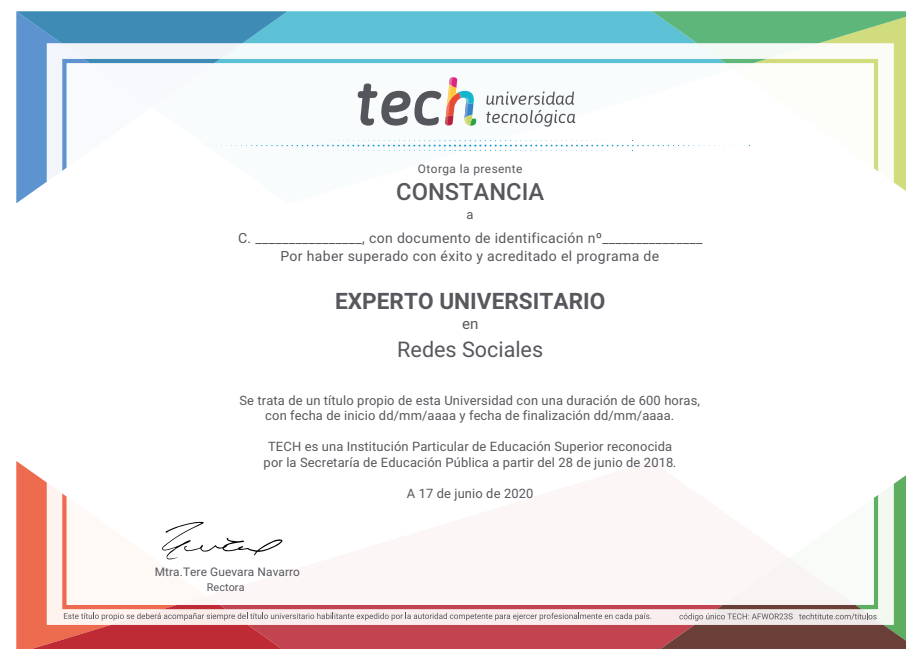 tech universidad
tecnológica
Otorga la presente
CONSTANCIA
a
C. ________________, con documento de identificación nº_______________
Por haber superado con éxito y acreditado el programa de
EXPERTO UNIVERSITARIO
en
Redes Sociales
Se trata de un título propio de esta Universidad con una duración de 600 horas,
con fecha de inicio dd/mm/aaaa y fecha de finalización dd/mm/aaaa.
TECH es una Institución Particular de Educación Superior reconocida
por la Secretaría de Educación Pública a partir del 28 de junio de 2018.
A 17 de junio de 2020
Mtra.Tere Guevara Navarro
Rectora
Este título propio se deberá acompañar siempre del título universitario habilitante expedido por la autoridad competente para ejercer profesionalmente en cada país. código único TECH: AFWOR23S techtitute.com/titulos